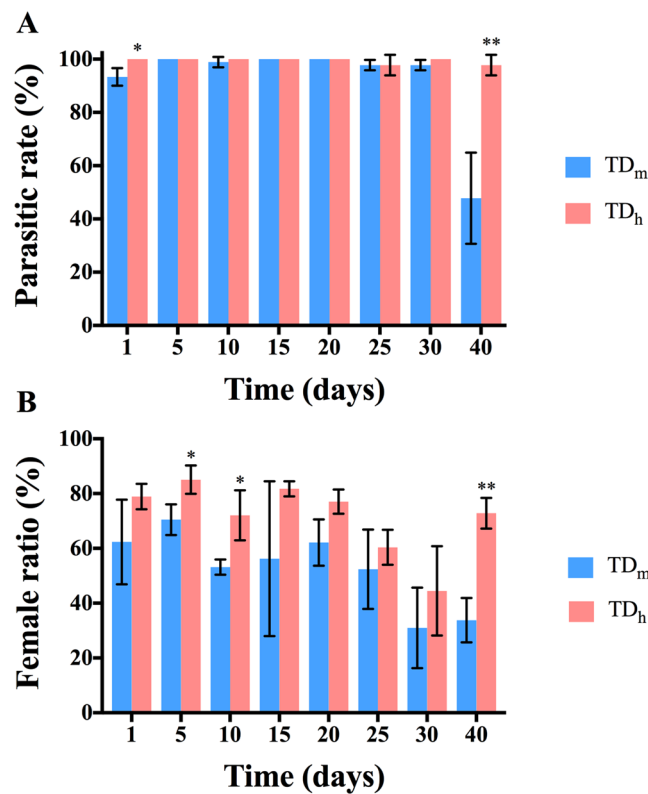 A
Parasitic rate (%)
100
80
60
40
20
0
*
**
1 5 10 15 20 25 30 40
Time (days)
TDm
TDh
B
Female ratio (%)
100
80
60
40
20
0
* * **
1 5 10 15 20 25 30 40
Time (days)
TDm
TDh